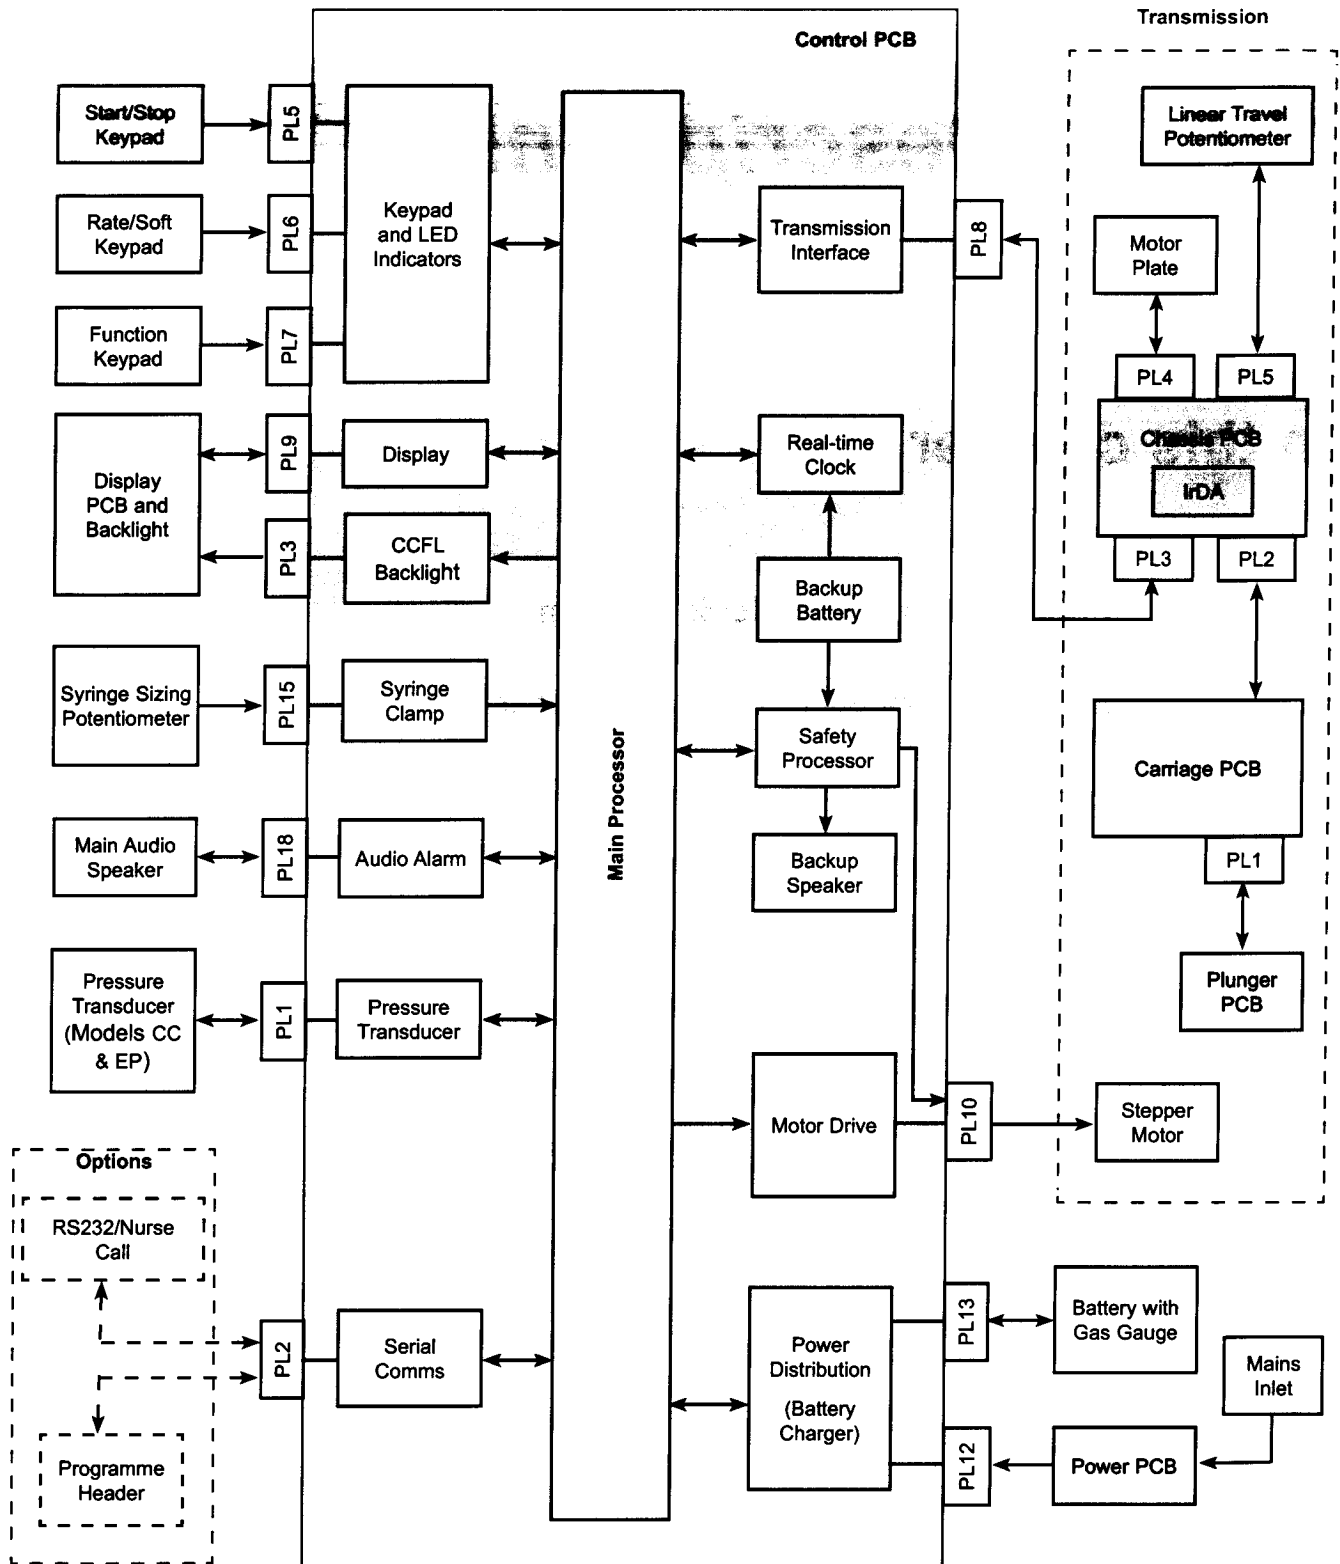 Transmission
Control PCB
Start/Stop
Keypad
PL5
Rate/Soft
Keypad
PL6
Function
Keypad
PL7
Keypad
and LED
Indicators
Display
PCB and
Backlight
PL9
Display
PL3
CCFL
Backlight
Syringe Sizing
Potentiometer
PL15
Syringe
Clamp
Main Audio
Speaker
PL18
Audio Alarm
Pressure
Transducer
(Models CC
& EP)
PL1
Pressure
Transducer
Options
RS232/Nurse
Call
Programme
Header
PL2
Serial
Comms
Main Processor
Transmission
Interface
PL8
Real-time
Clock
Backup
Battery
Safety
Processor
Backup
Speaker
Motor Drive
PL10
Power
Distribution
(Battery
Charger)
PL13
PL12
Linear Travel
Potentiometer
Motor
Plate
PL4
PL5
Chassis PCB
IrDA
PL3
PL2
Carriage PCB
PL1
Plunger
PCB
Stepper
Motor
Battery with
Gas Gauge
Mains
Inlet
Power PCB